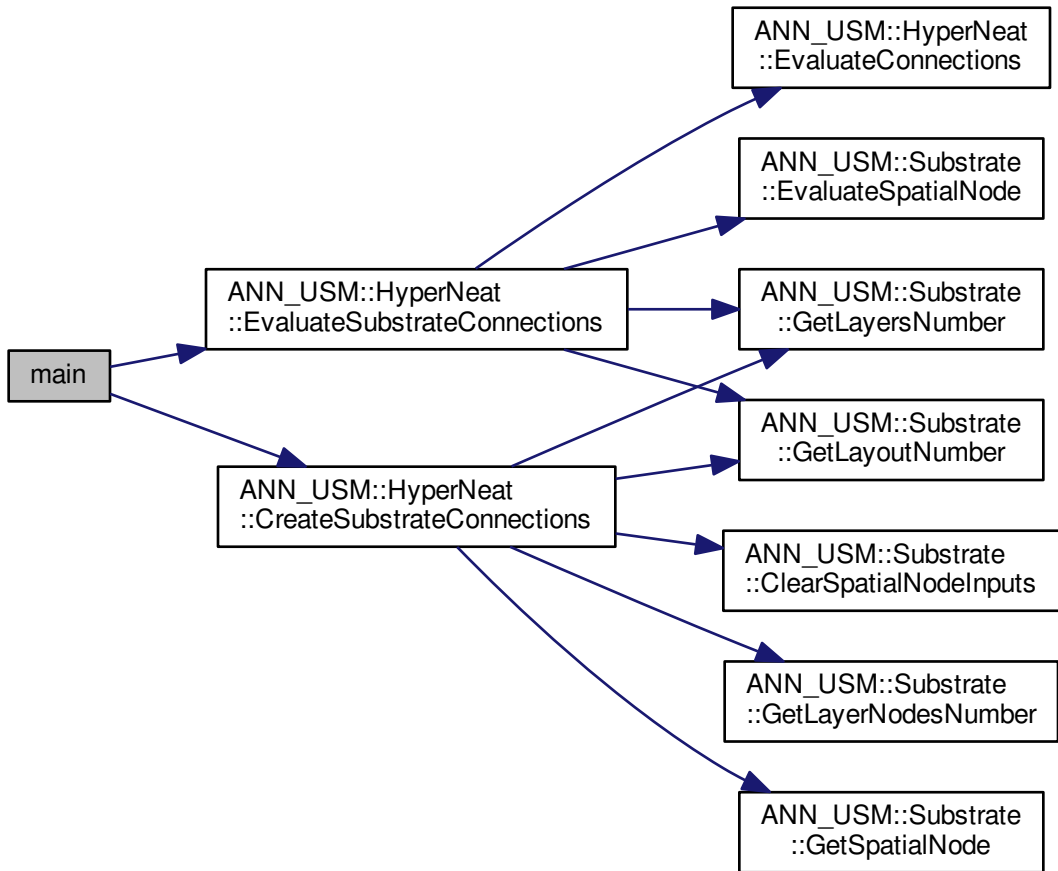 ANN_USM::HyperNeat
::EvaluateConnections
ANN_USM::Substrate
::EvaluateSpatialNode
ANN_USM::HyperNeat
::EvaluateSubstrateConnections
ANN_USM::Substrate
::GetLayersNumber
main
ANN_USM::Substrate
::GetLayoutNumber
ANN_USM::HyperNeat
::CreateSubstrateConnections
ANN_USM::Substrate
::ClearSpatialNodeInputs
ANN_USM::Substrate
::GetLayerNodesNumber
ANN_USM::Substrate
::GetSpatialNode